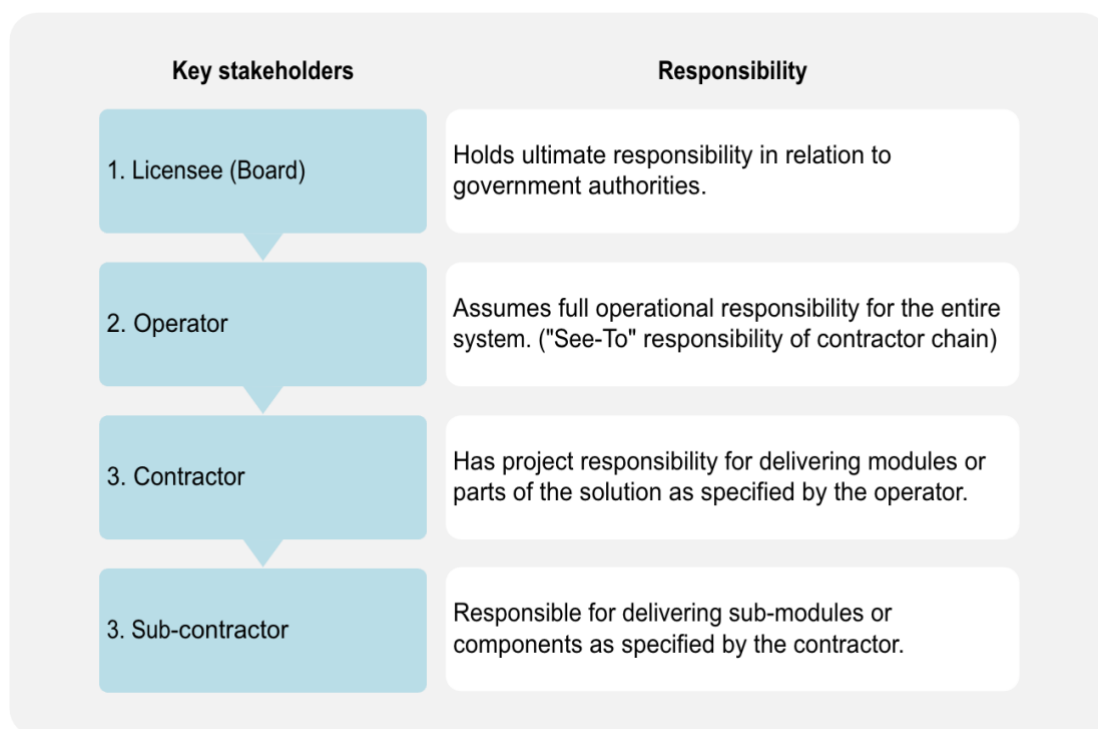 Key stakeholders
Responsibility
1. Licensee (Board)
Holds ultimate responsibility in relation to
government authorities.
2. Operator
Assumes full operational responsibility for the entire
system. ("See-To" responsibility of contractor chain)
3. Contractor
Has project responsibility for delivering modules or
parts of the solution as specified by the operator.
3. Sub-contractor
Responsible for delivering sub-modules or
components as specified by the contractor.